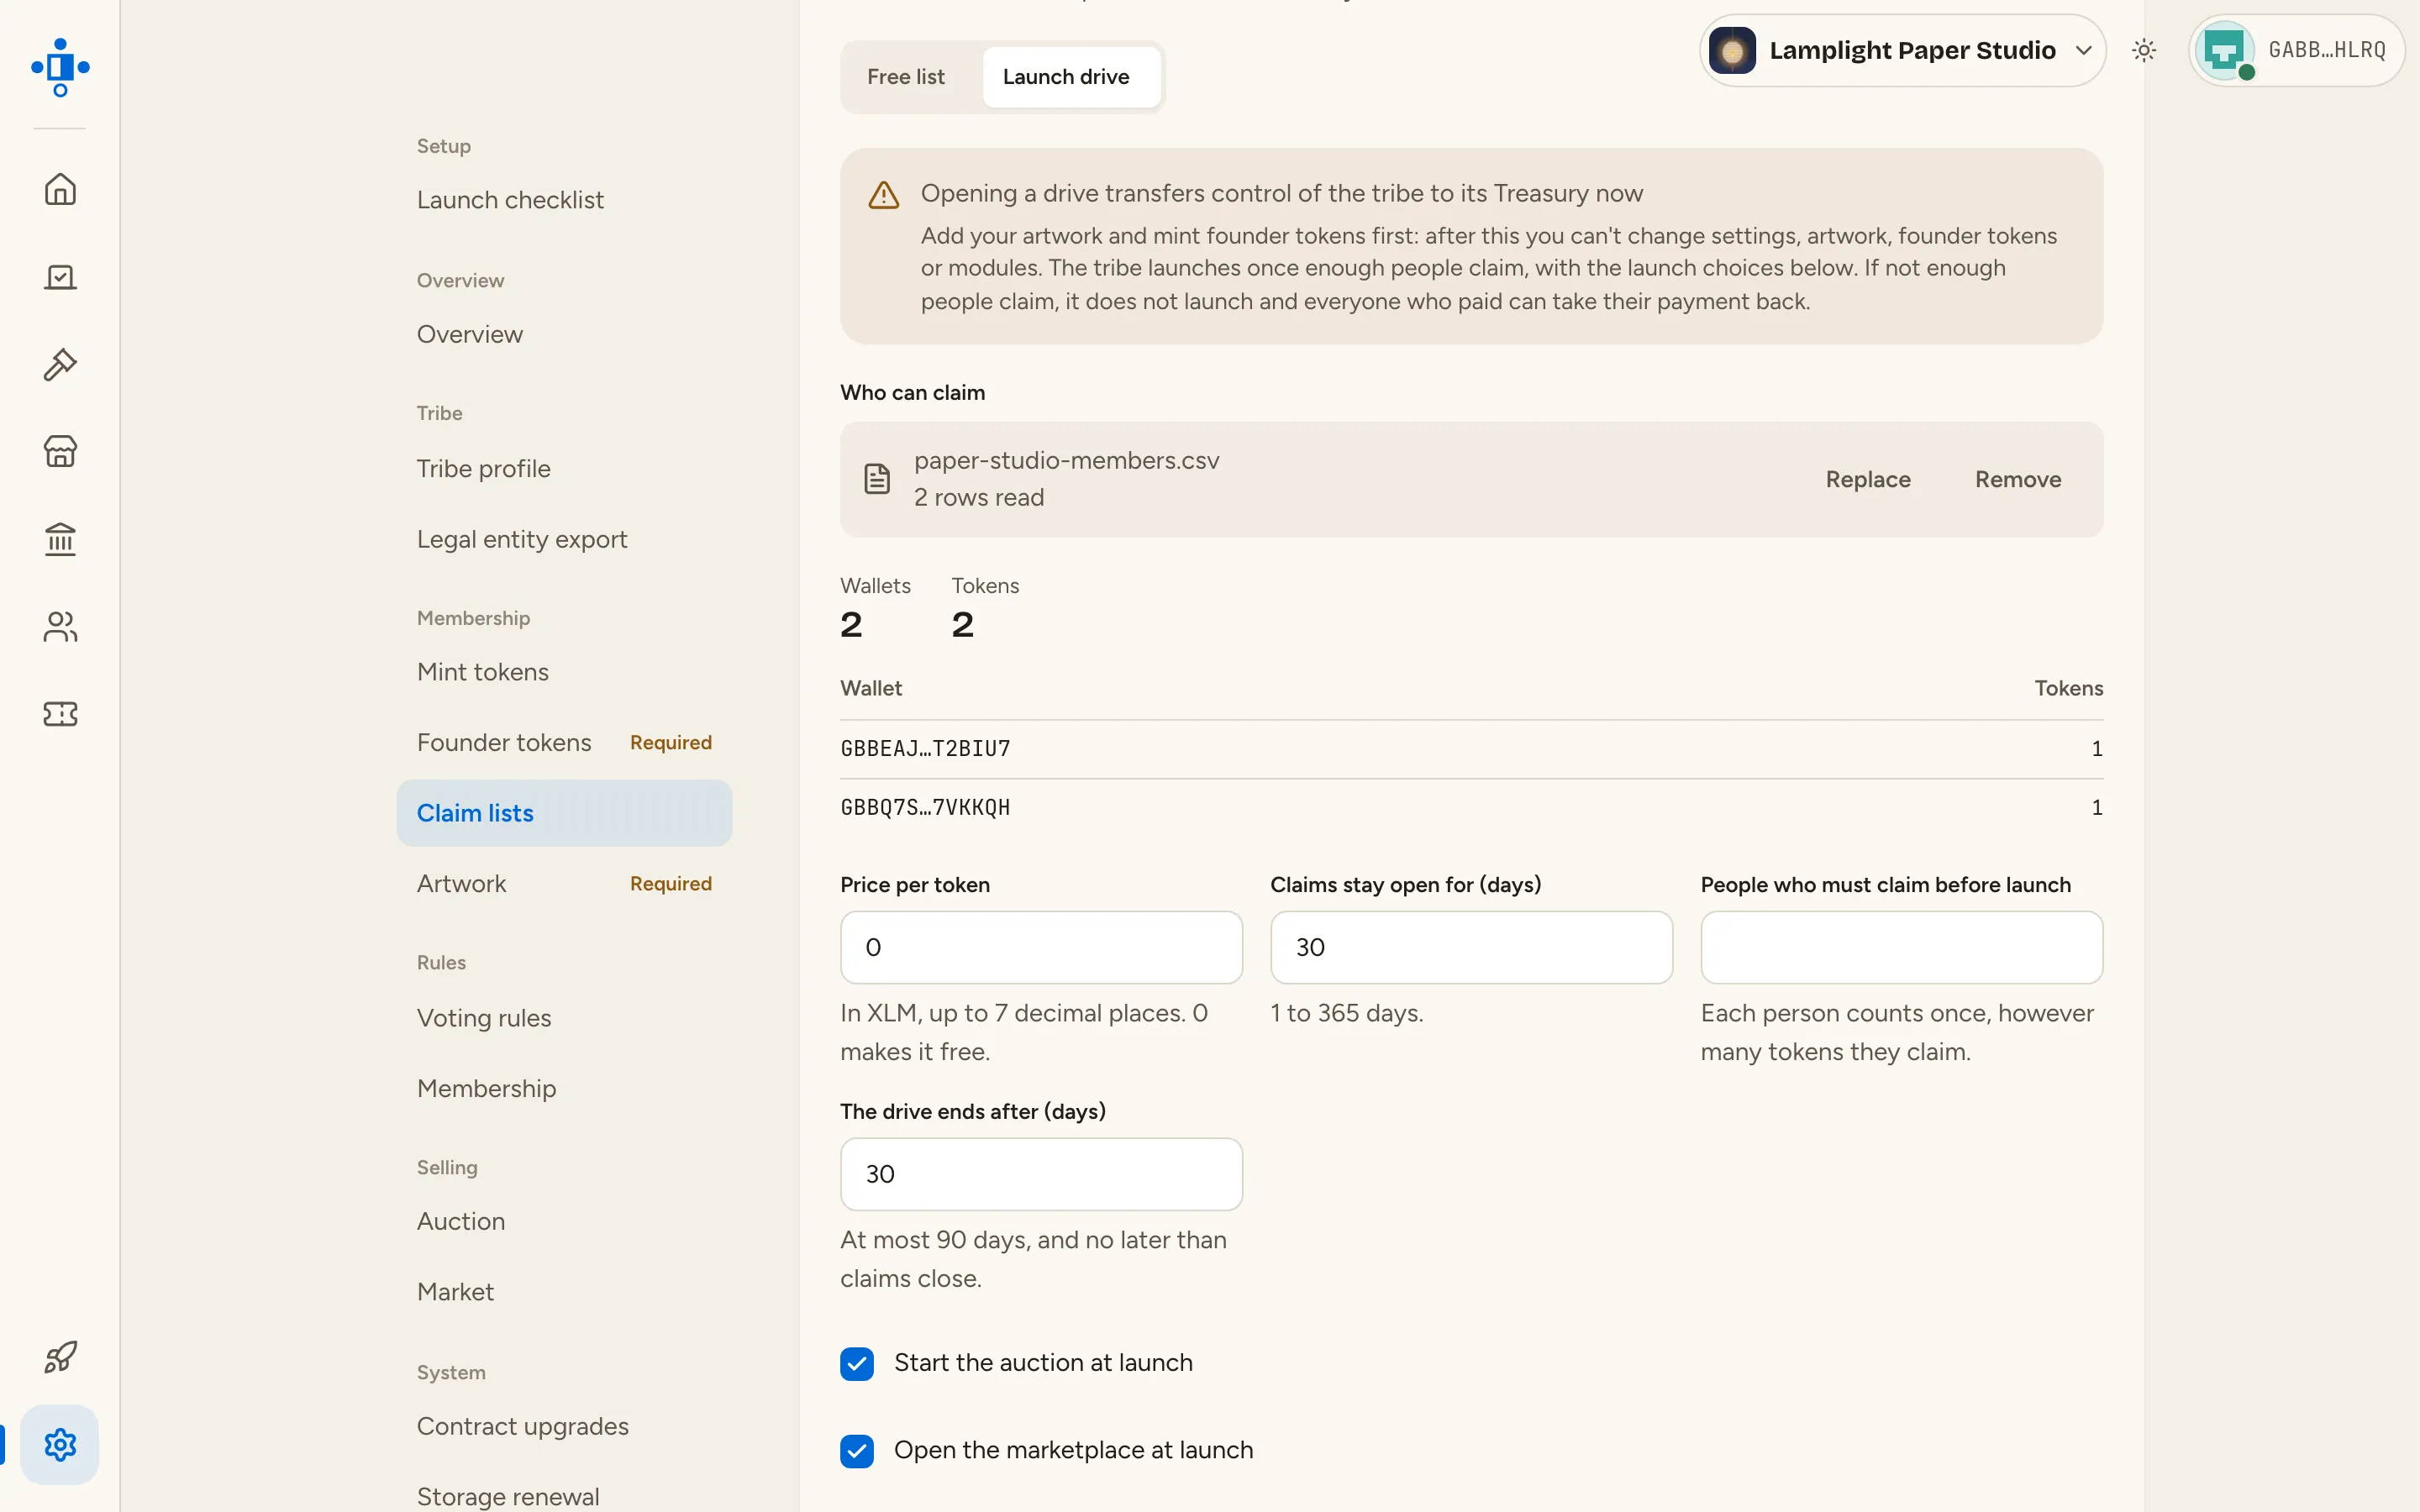 Lamplight Paper Studio
GABB...HLRQ
Free list
Launch drive
Setup
Launch checklist
Overview
Overview
Tribe
Tribe profile
Legal entity export
Membership
Mint tokens
Founder tokens Required
Claim lists
Artwork Required
Rules
Voting rules
Membership
Selling
Auction
Market
System
Contract upgrades
Storage renewal
Opening a drive transfers control of the tribe to its Treasury now
Add your artwork and mint founder tokens first: after this you can't change settings, artwork, founder tokens
or modules. The tribe launches once enough people claim, with the launch choices below. If not enough
people claim, it does not launch and everyone who paid can take their payment back.
Who can claim
paper-studio-members.csv
2 rows read
Replace
Remove
Wallets Tokens
2 2
Wallet Tokens
GBBEAJ...T2BIU7 1
GBBQ7S...7VKKQH 1
Price per token
0
In XLM, up to 7 decimal places. 0
makes it free.
Claims stay open for (days)
30
1 to 365 days.
People who must claim before launch
Each person counts once, however
many tokens they claim.
The drive ends after (days)
30
At most 90 days, and no later than
claims close.
Start the auction at launch
Open the marketplace at launch